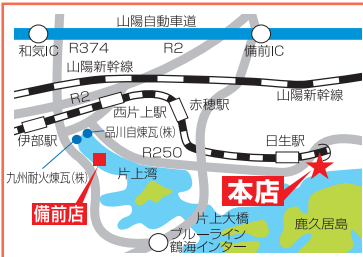 山陽自動車道
和気IC
R374
R2
備前IC
山陽新幹線
山陽新幹線
R2
西片上駅
赤穂駅
伊部駅
品川自煉瓦(株)
日生駅
R250
九州耐火煉瓦(株)
片上湾
本店
備前店
片上大橋
鹿久居島
ブルーライン
鶴海インター